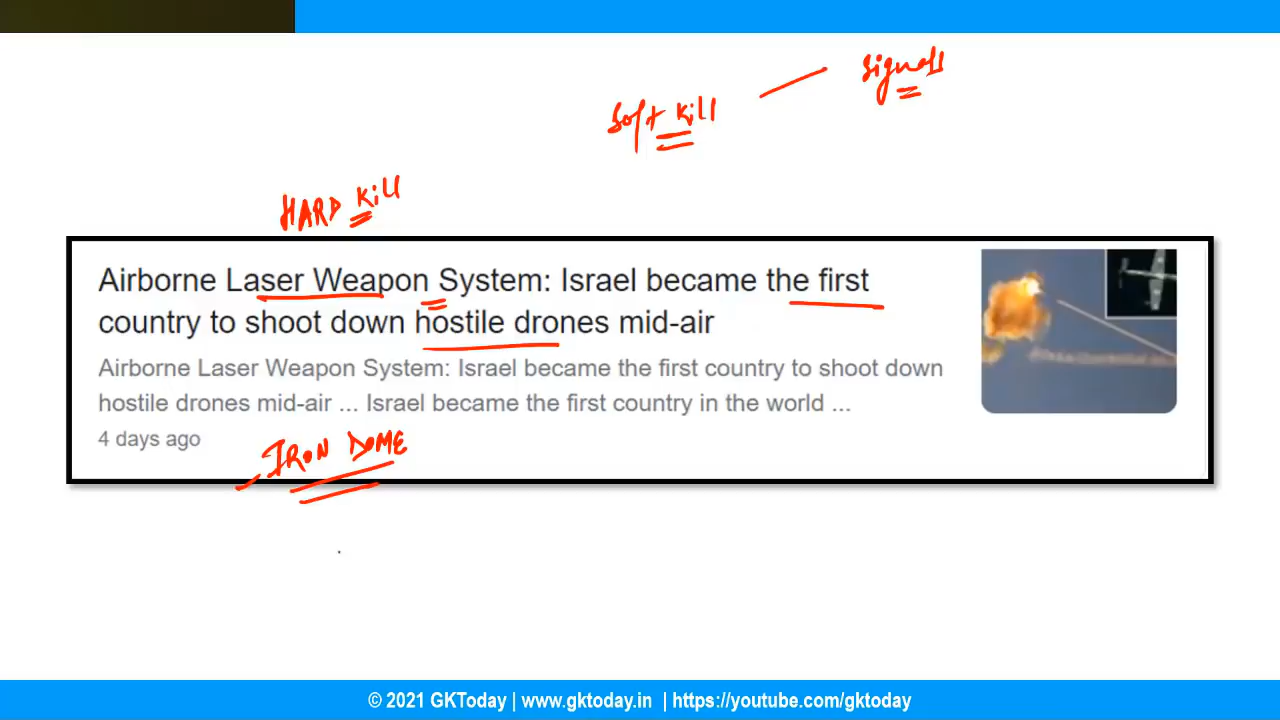 Signals
Soft Kill
HARD Kill
Airborne Laser Weapon System: Israel became the first
country to shoot down hostile drones mid-air
Airborne Laser Weapon System: Israel became the first country to shoot down
hostile drones mid-air ... Israel became the first country in the world ...
4 days ago
IRON DOME
© 2021 GKToday | www.gktoday.in | https://youtube.com/gktoday